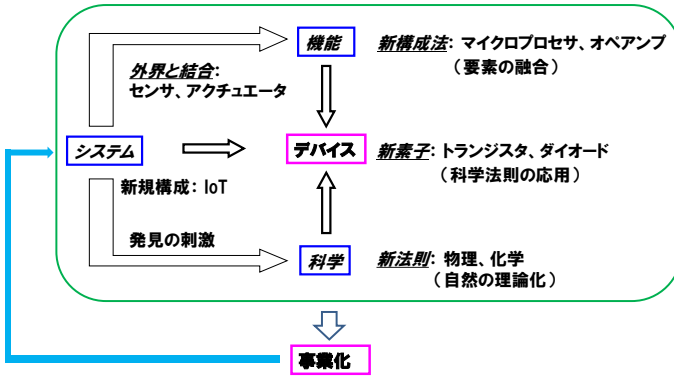 機能
新構成法: マイクロプロセサ、オペアンプ
（要素の融合）
外界と結合:
センサ、アクチュエータ
システム
デバイス
新素子: トランジスタ、ダイオード
（科学法則の応用）
新規構成: IoT
発見の刺激
科学
新法則: 物理、化学
（自然の理論化）
事業化